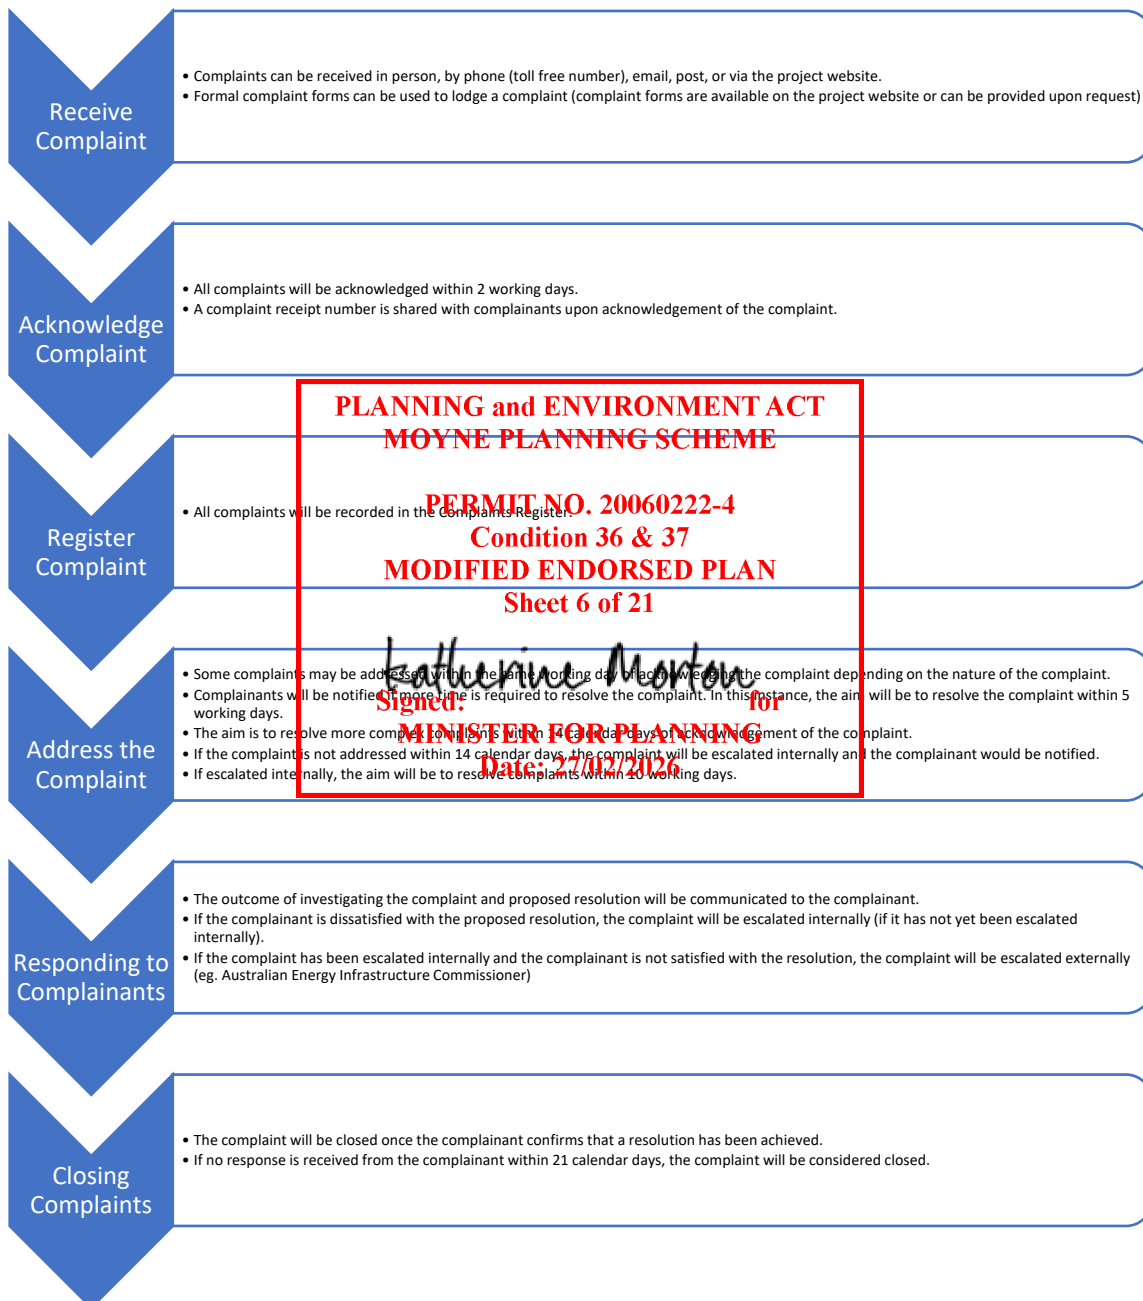 Receive
Complaint
• Complaints can be received in person, by phone (toll free number), email, post, or via the project website.
• Formal complaint forms can be used to lodge a complaint (complaint forms are available on the project website or can be provided upon request)
Acknowledge
Complaint
• All complaints will be acknowledged within 2 working days.
• A complaint receipt number is shared with complainants upon acknowledgement of the complaint.
PLANNING and ENVIRONMENT ACT
MOYNE PLANNING SCHEME
PERMIT NO. 20060222-4
Condition 36 & 37
MODIFIED ENDORSED PLAN
Sheet 6 of 21
Katherine Morton
Signed: for
MINISTER FOR PLANNING
Date: 27/02/2026
Register
Complaint
• All complaints will be recorded in the Complaints Register.
Address the
Complaint
• Some complaints may be addressed within the same working day of acknowledging the complaint depending on the nature of the complaint.
• Complainants will be notified if more time is required to resolve the complaint. In this instance, the aim will be to resolve the complaint within 5
working days.
• The aim is to resolve more complex complaints within 14 calendar days of acknowledgement of the complaint.
• If the complaint is not addressed within 14 calendar days, the complaint will be escalated internally and the complainant would be notified.
• If escalated internally, the aim will be to resolve complaints within 10 working days.
Responding to
Complainants
• The outcome of investigating the complaint and proposed resolution will be communicated to the complainant.
• If the complainant is dissatisfied with the proposed resolution, the complaint will be escalated internally (if it has not yet been escalated
internally).
• If the complaint has been escalated internally and the complainant is not satisfied with the resolution, the complaint will be escalated externally
(eg. Australian Energy Infrastructure Commissioner)
Closing
Complaints
• The complaint will be closed once the complainant confirms that a resolution has been achieved.
• If no response is received from the complainant within 21 calendar days, the complaint will be considered closed.